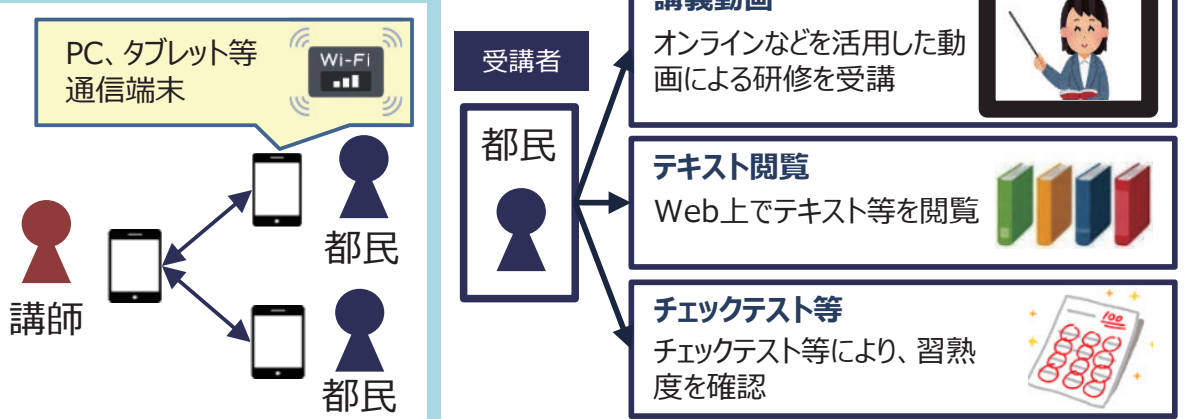 PC、タブレット等
通信端末
Wi-Fi
都民
講師
都民
受講者
都民
講義動画
オンラインなどを活用した動
画による研修を受講
テキスト閲覧
Web上でテキスト等を閲覧
チェックテスト等
チェックテスト等により、習熟
度を確認
100